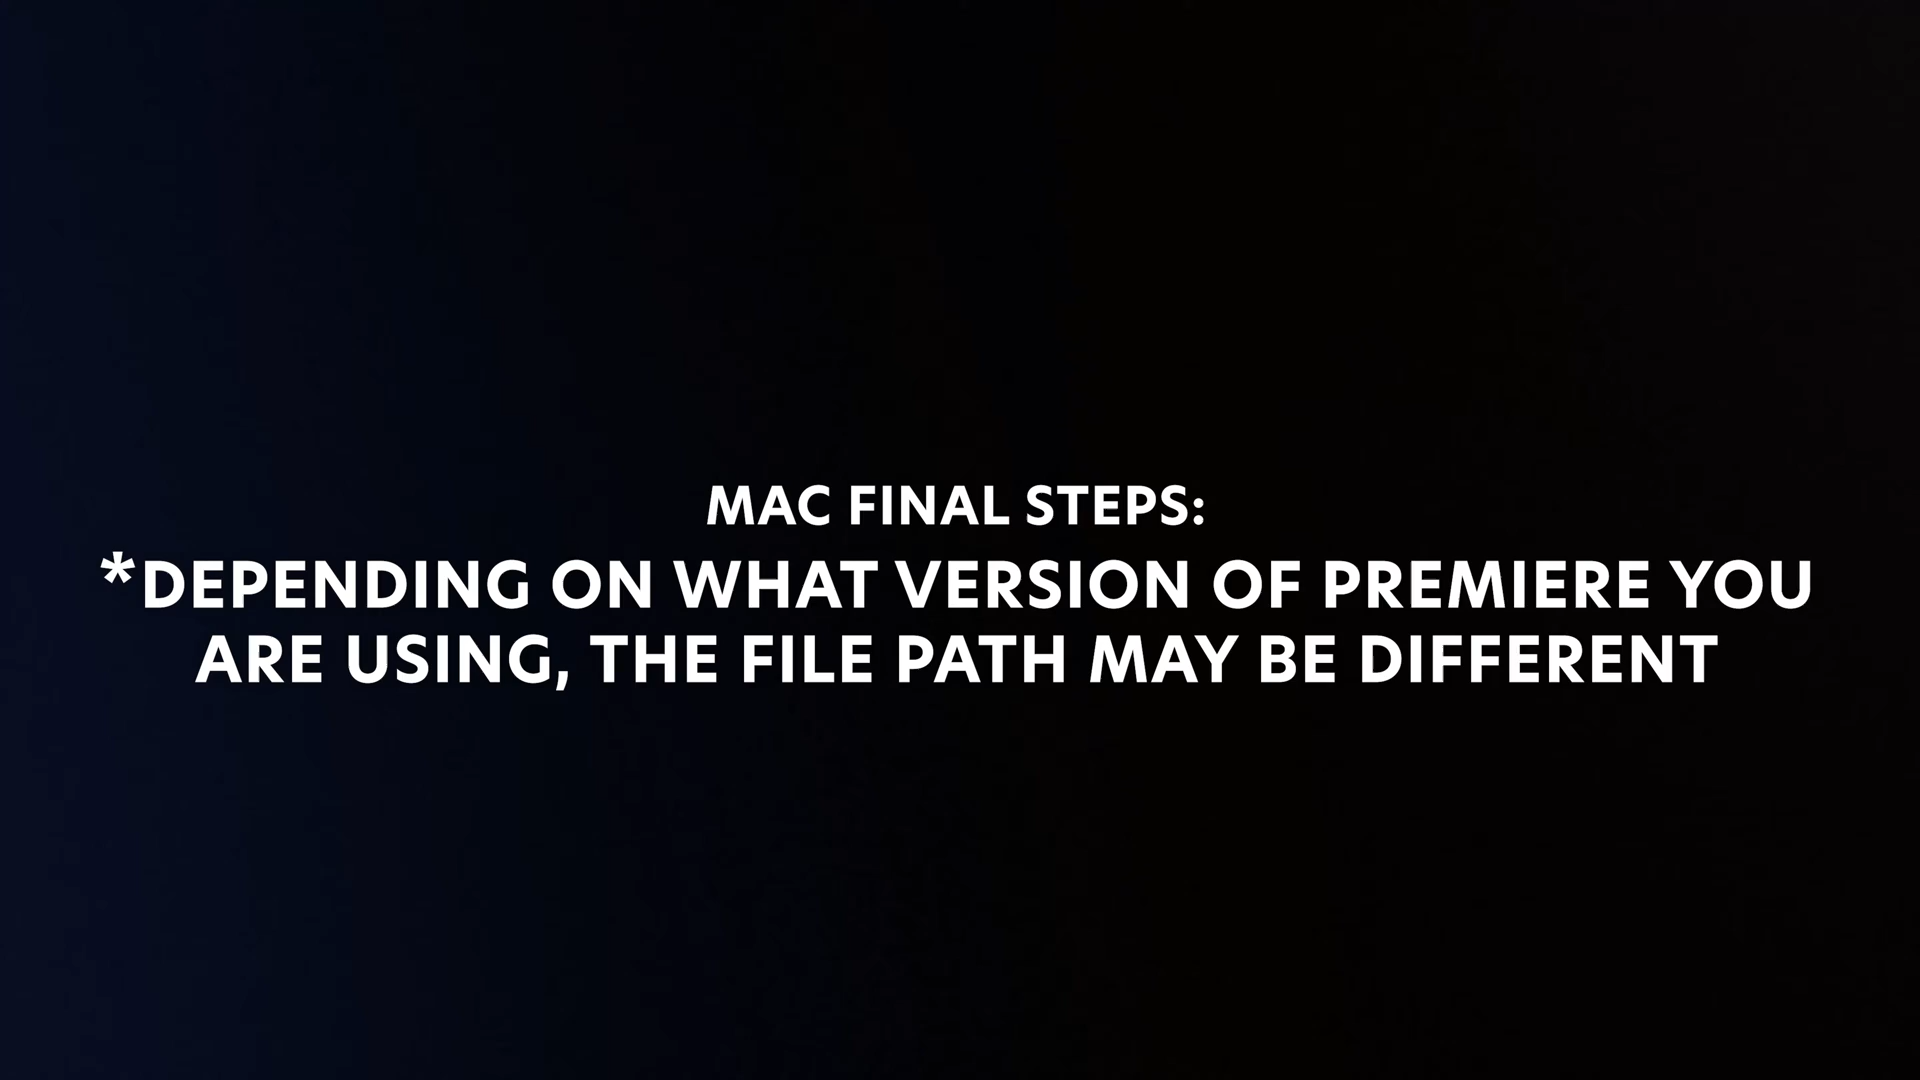 MAC FINAL STEPS:
*DEPENDING ON WHAT VERSION OF PREMIERE YOU
ARE USING, THE FILE PATH MAY BE DIFFERENT